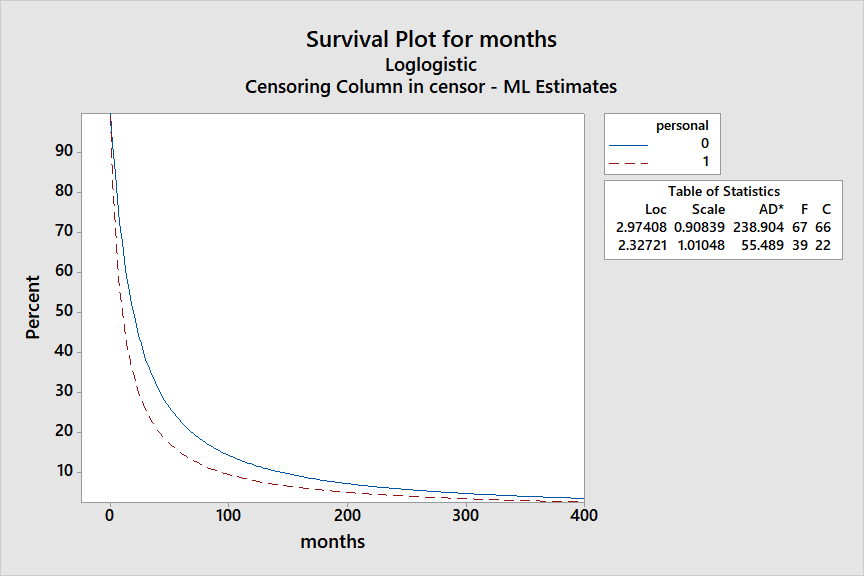 Survival Plot for months
Loglogistic
Censoring Column in censor - ML Estimates
Percent
90
80
70
60
50
40
30
20
10
0 100 200 300 400
months
personal
0
1
Table of Statistics
Loc Scale AD* F C
2.97408 0.90839 238.904 67 66
2.32721 1.01048 55.489 39 22